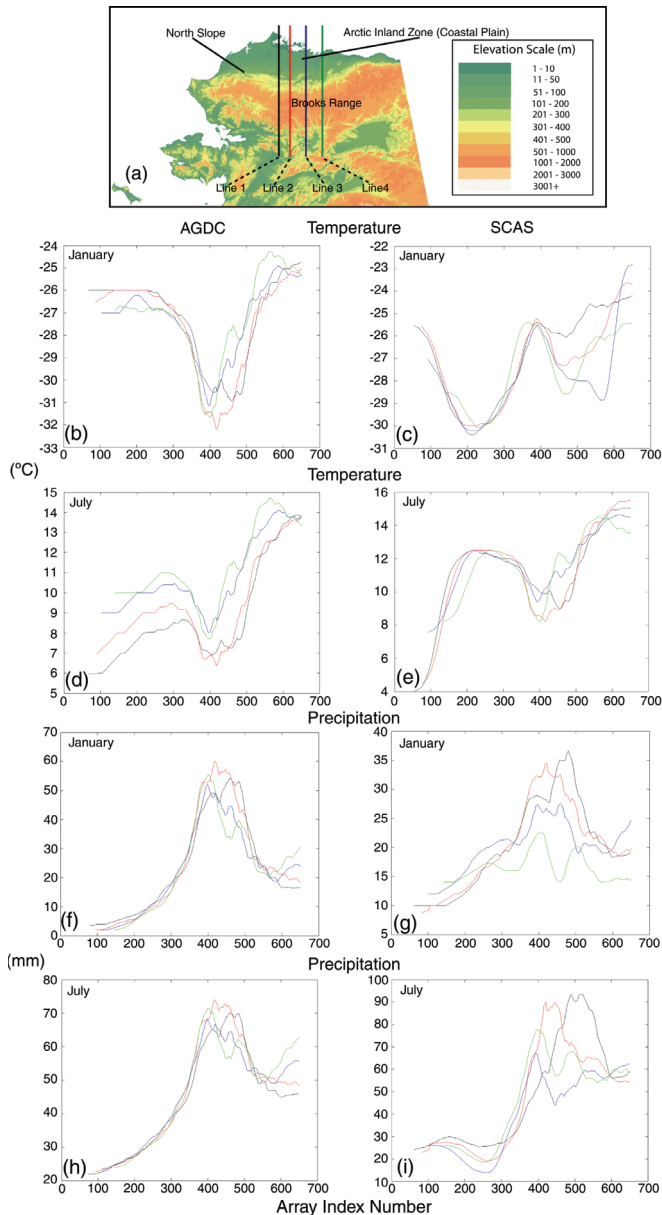 North Slope
Arctic Inland Zone (Coastal Plain)
Elevation Scale (m)
1 - 10
11 - 50
51 - 100
101 - 200
201 - 300
301 - 400
401 - 500
501 - 1000
1001 - 2000
2001 - 3000
3001+
Brooks Range
(a)
Line 1
Line 2
Line 3
Line4
AGDC
Temperature
SCAS
January
-24
-25
-26
-27
-28
-29
-30
-31
-32
-33
(b)
0 100 200 300 400 500 600 700
January
-22
-23
-24
-25
-26
-27
-28
-29
-30
-31
(c)
0 100 200 300 400 500 600 700
(ºC)
Temperature
July
15
14
13
12
11
10
9
8
7
6
5
(d)
0 100 200 300 400 500 600 700
July
16
14
12
10
8
6
4
(e)
0 100 200 300 400 500 600 700
Precipitation
January
70
60
50
40
30
20
10
0
(f)
0 100 200 300 400 500 600 700
January
40
35
30
25
20
15
10
5
(g)
0 100 200 300 400 500 600 700
(mm)
Precipitation
July
80
70
60
50
40
30
20
(h)
0 100 200 300 400 500 600 700
July
100
90
80
70
60
50
40
30
20
10
(i)
0 100 200 300 400 500 600 700
Array Index Number